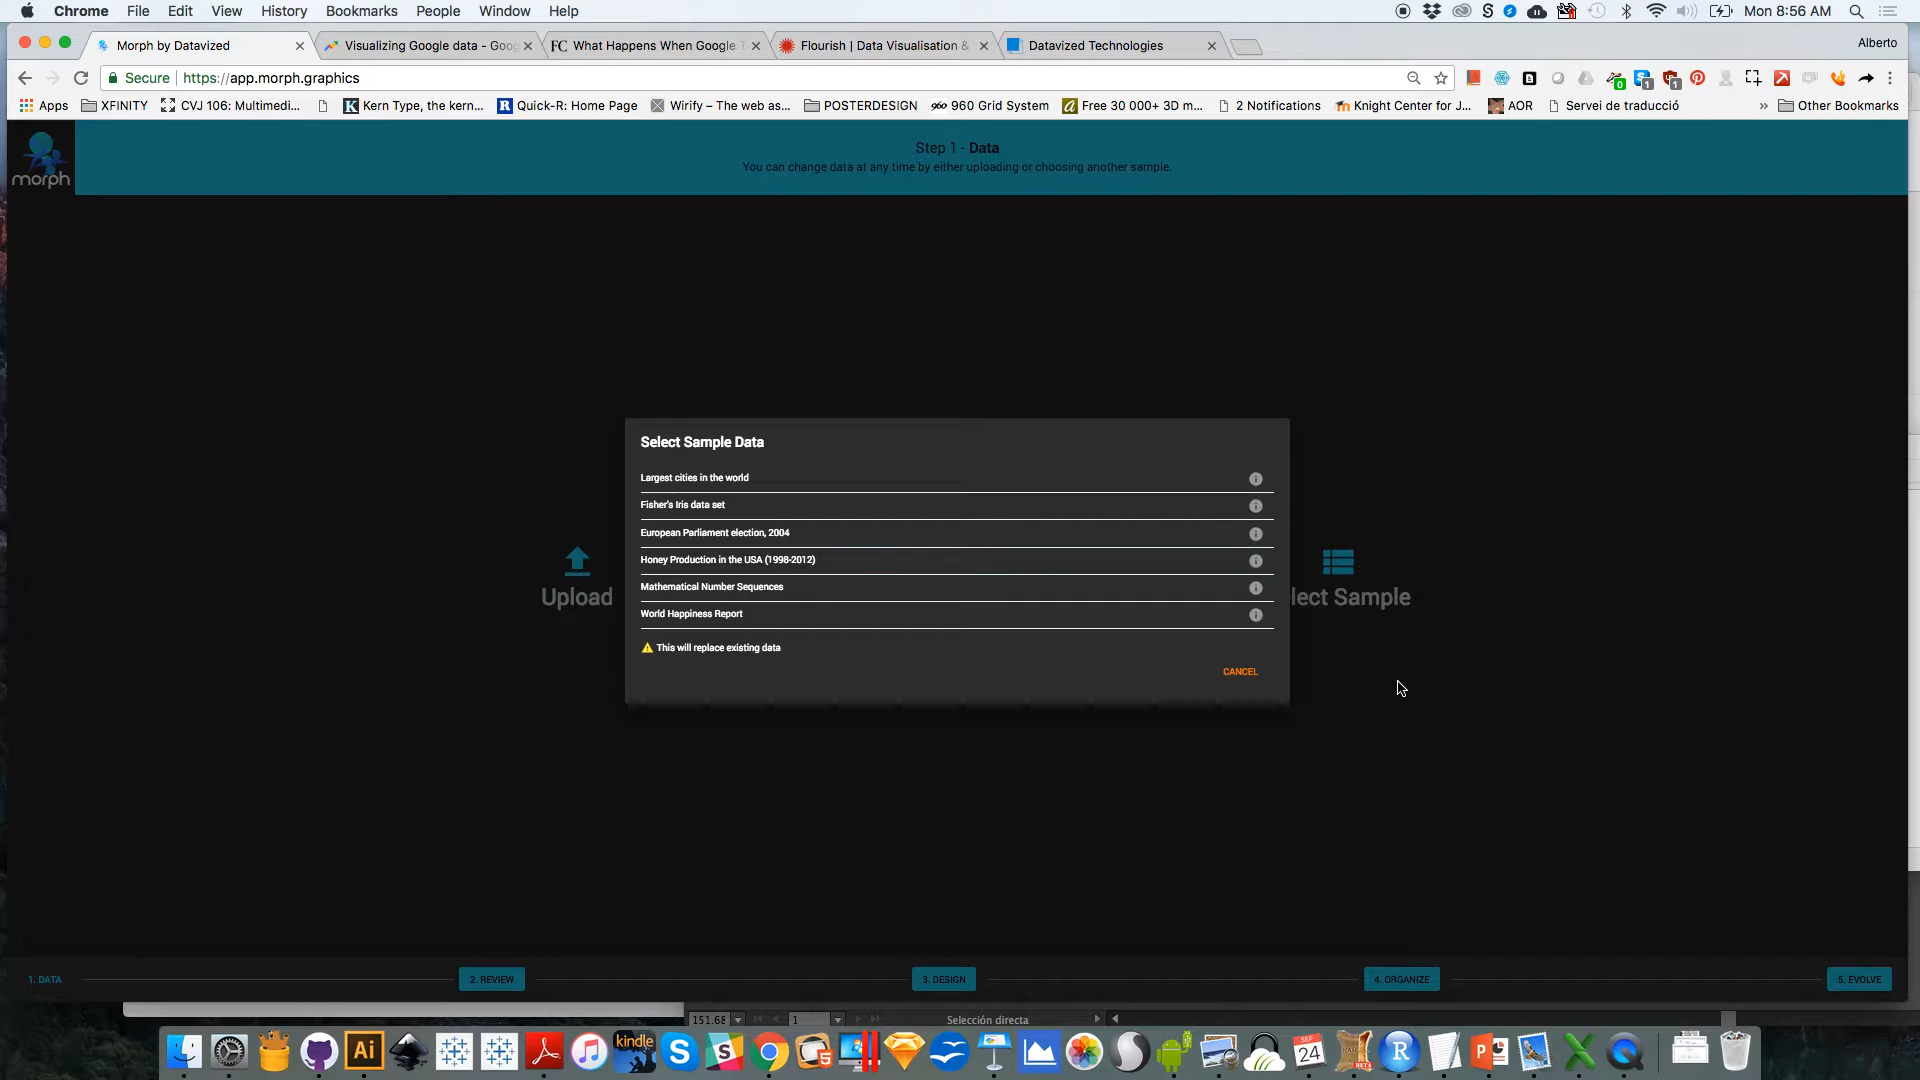 Chrome File Edit View History Bookmarks People Window Help Mon 8:56 AM
Morph by Datavized Visualizing Google data - Goo What Happens When Google T Flourish | Data Visualisation & Datavized Technologies Alberto
Secure https://app.morph.graphics
Apps XFINITY CVJ 106: Multimedi... Kern Type, the kern... Quick-R: Home Page Wirify – The web as... POSTERDESIGN 960 Grid System Free 30 000+ 3D m... 2 Notifications Knight Center for J... AOR Servei de traducció » Other Bookmarks
morph
Step 1 - Data
You can change data at any time by either uploading or choosing another sample.
Select Sample Data
Largest cities in the world
Fisher's Iris data set
European Parliament election, 2004
Honey Production in the USA (1998-2012)
Mathematical Number Sequences
World Happiness Report
This will replace existing data
CANCEL
Upload
lect Sample
1. DATA 2. REVIEW 3. DESIGN 4. ORGANIZE 5. EVOLVE
151.68 1 Selección directa
Ai kindle SEP 24 R